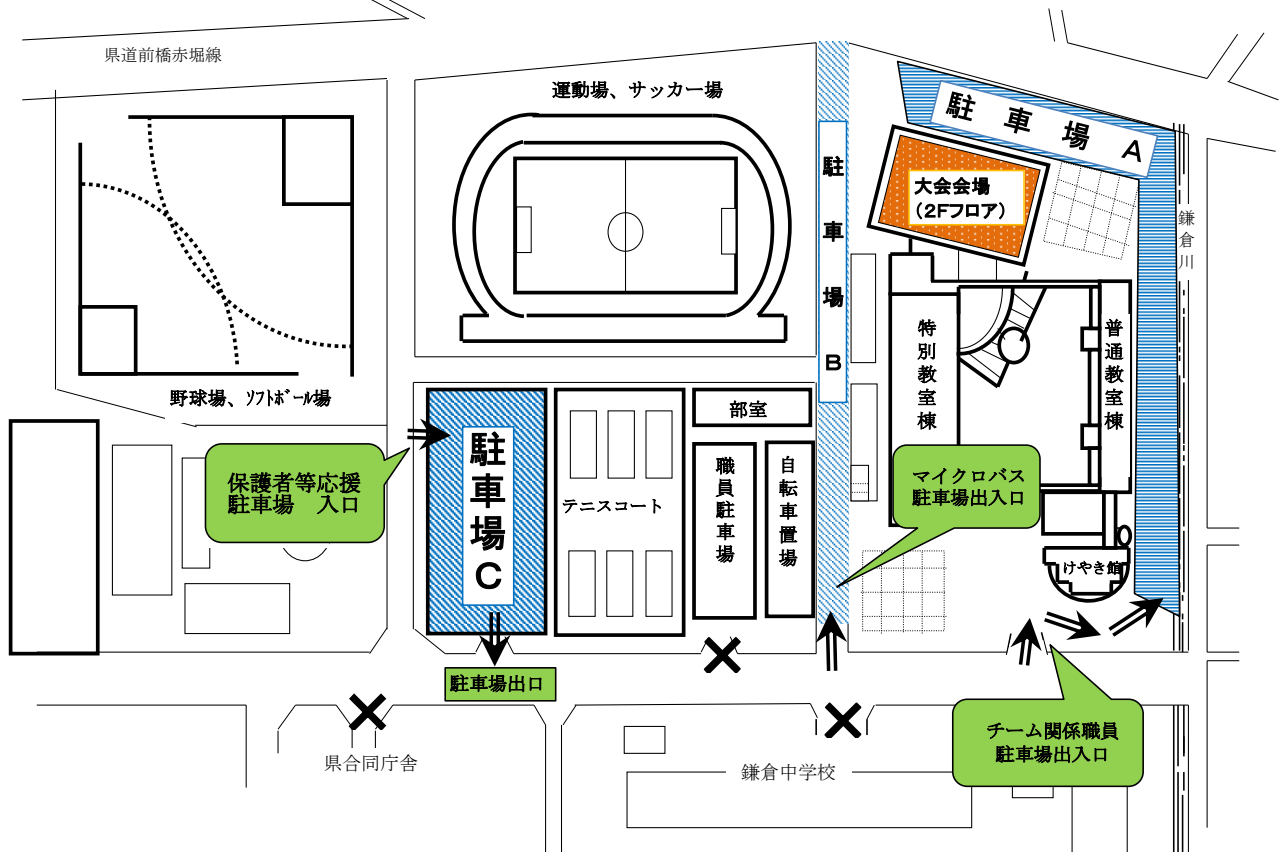 県道前橋赤堀線
運動場、サッカー場
駐車場A
大会会場
(2Fフロア)
駐車場B
鎌倉川
特別教室棟
普通教室棟
野球場、ソフトボール場
部室
保護者等応援
駐車場　入口
駐車場C
テニスコート
職員駐車場
自転車置場
マイクロバス
駐車場出入口
けやき館
駐車場出口
チーム関係職員
駐車場出入口
県合同庁舎
鎌倉中学校